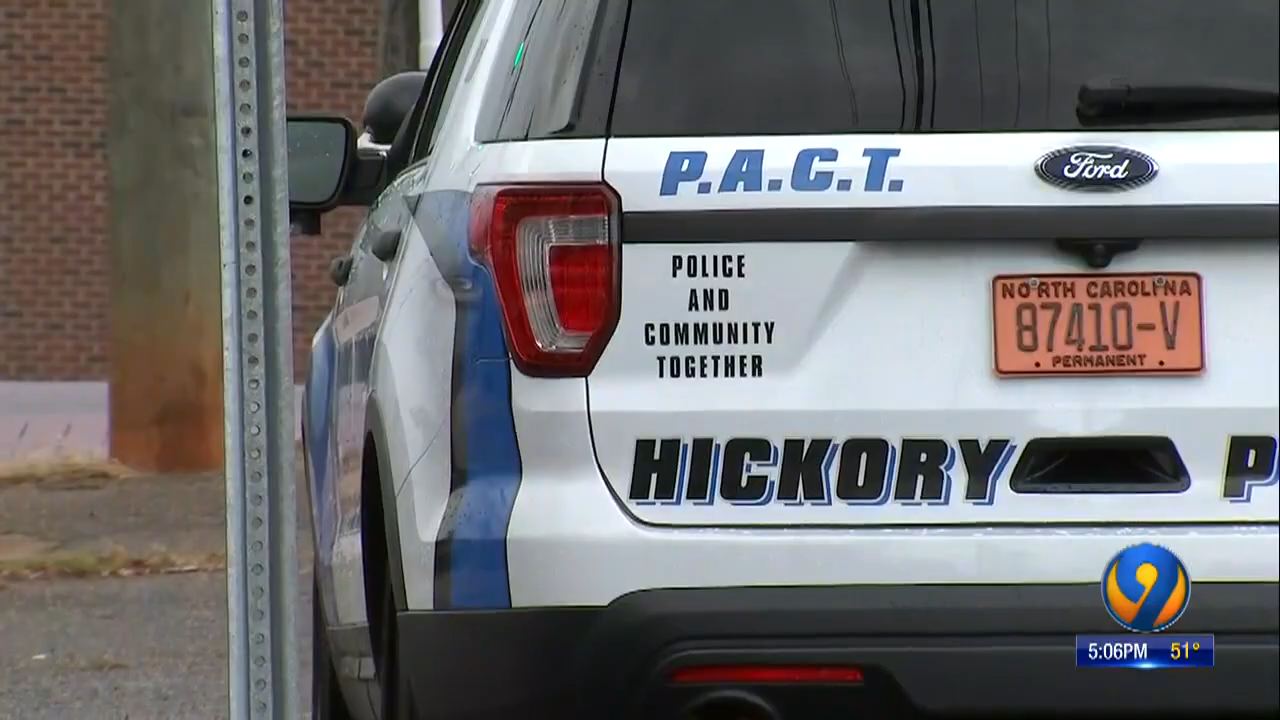 P.A.C.T.
Ford
POLICE
AND
COMMUNITY
TOGETHER
NORTH CAROLINA
87410-V
PERMANENT
HICKORY P
9
5:06PM 51°